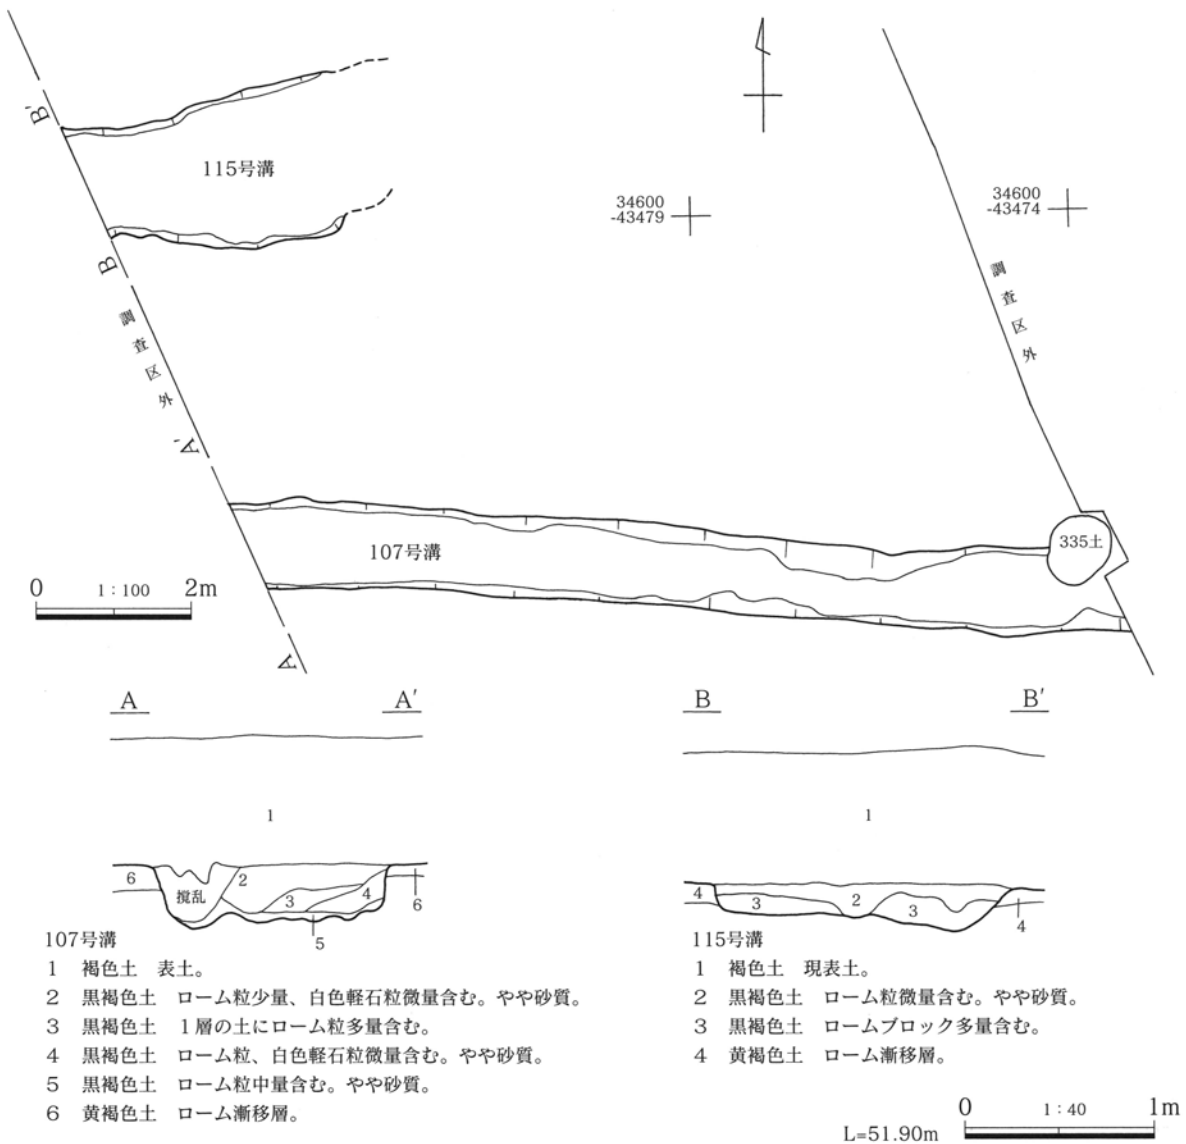 B′
115号溝
B
調査区外
A′
34600
-43479
34600
-43474
調査区外
107号溝
335土
0 1：100 2m
A
A A′
B B′
1
1
6 撹乱 2 3 4 6 5
4 3 2 3 4
107号溝
1 褐色土 表土。
2 黒褐色土 ローム粒少量、白色軽石粒微量含む。やや砂質。
3 黒褐色土 １層の土にローム粒多量含む。
4 黒褐色土 ローム粒、白色軽石粒微量含む。やや砂質。
5 黒褐色土 ローム粒中量含む。やや砂質。
6 黄褐色土 ローム漸移層。
115号溝
1 褐色土 現表土。
2 黒褐色土 ローム粒微量含む。やや砂質。
3 黒褐色土 ロームブロック多量含む。
4 黄褐色土 ローム漸移層。
L=51.90m
0 1：40 1m